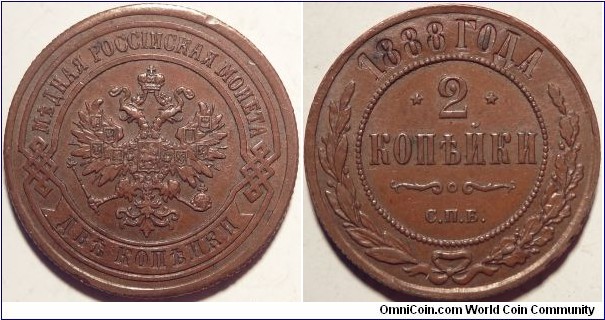 МѢДНАЯ РОССІЙСКАЯ МОНЕТА
ДВѢ КОПѢЙКИ
1888 ГОДА
2
КОПѢЙКИ
С.П.Б.
OmniCoin.com World Coin Community